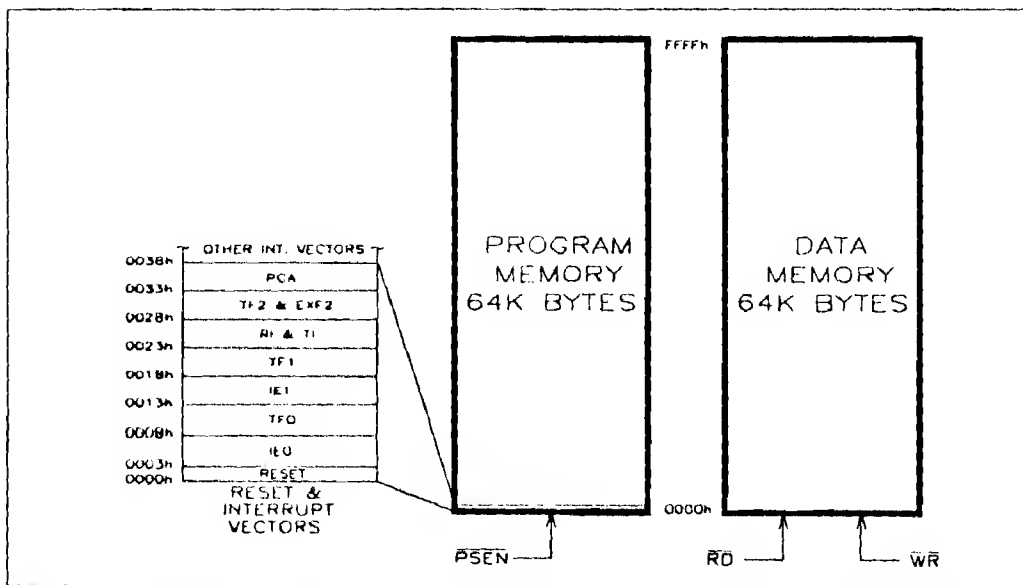 FFFFh
OTHER INT. VECTORS
003Bh
PCA
0033h
TF2 & EXF2
002Bh
RI & TI
0023h
TF1
001Bh
IE1
0013h
TF0
000Bh
IE0
0003h
RESET
0000h
RESET &
INTERRUPT
VECTORS
PROGRAM
MEMORY
64K BYTES
DATA
MEMORY
64K BYTES
0000h
PSEN
RD
WR